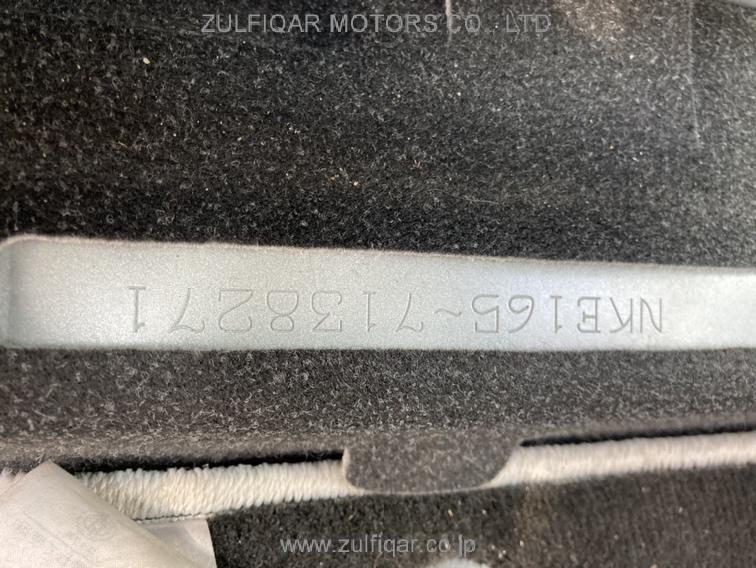 ZULFIQAR MOTORS CO .,LTD
NKE165-7138271
www.zulfiqar.co.jp